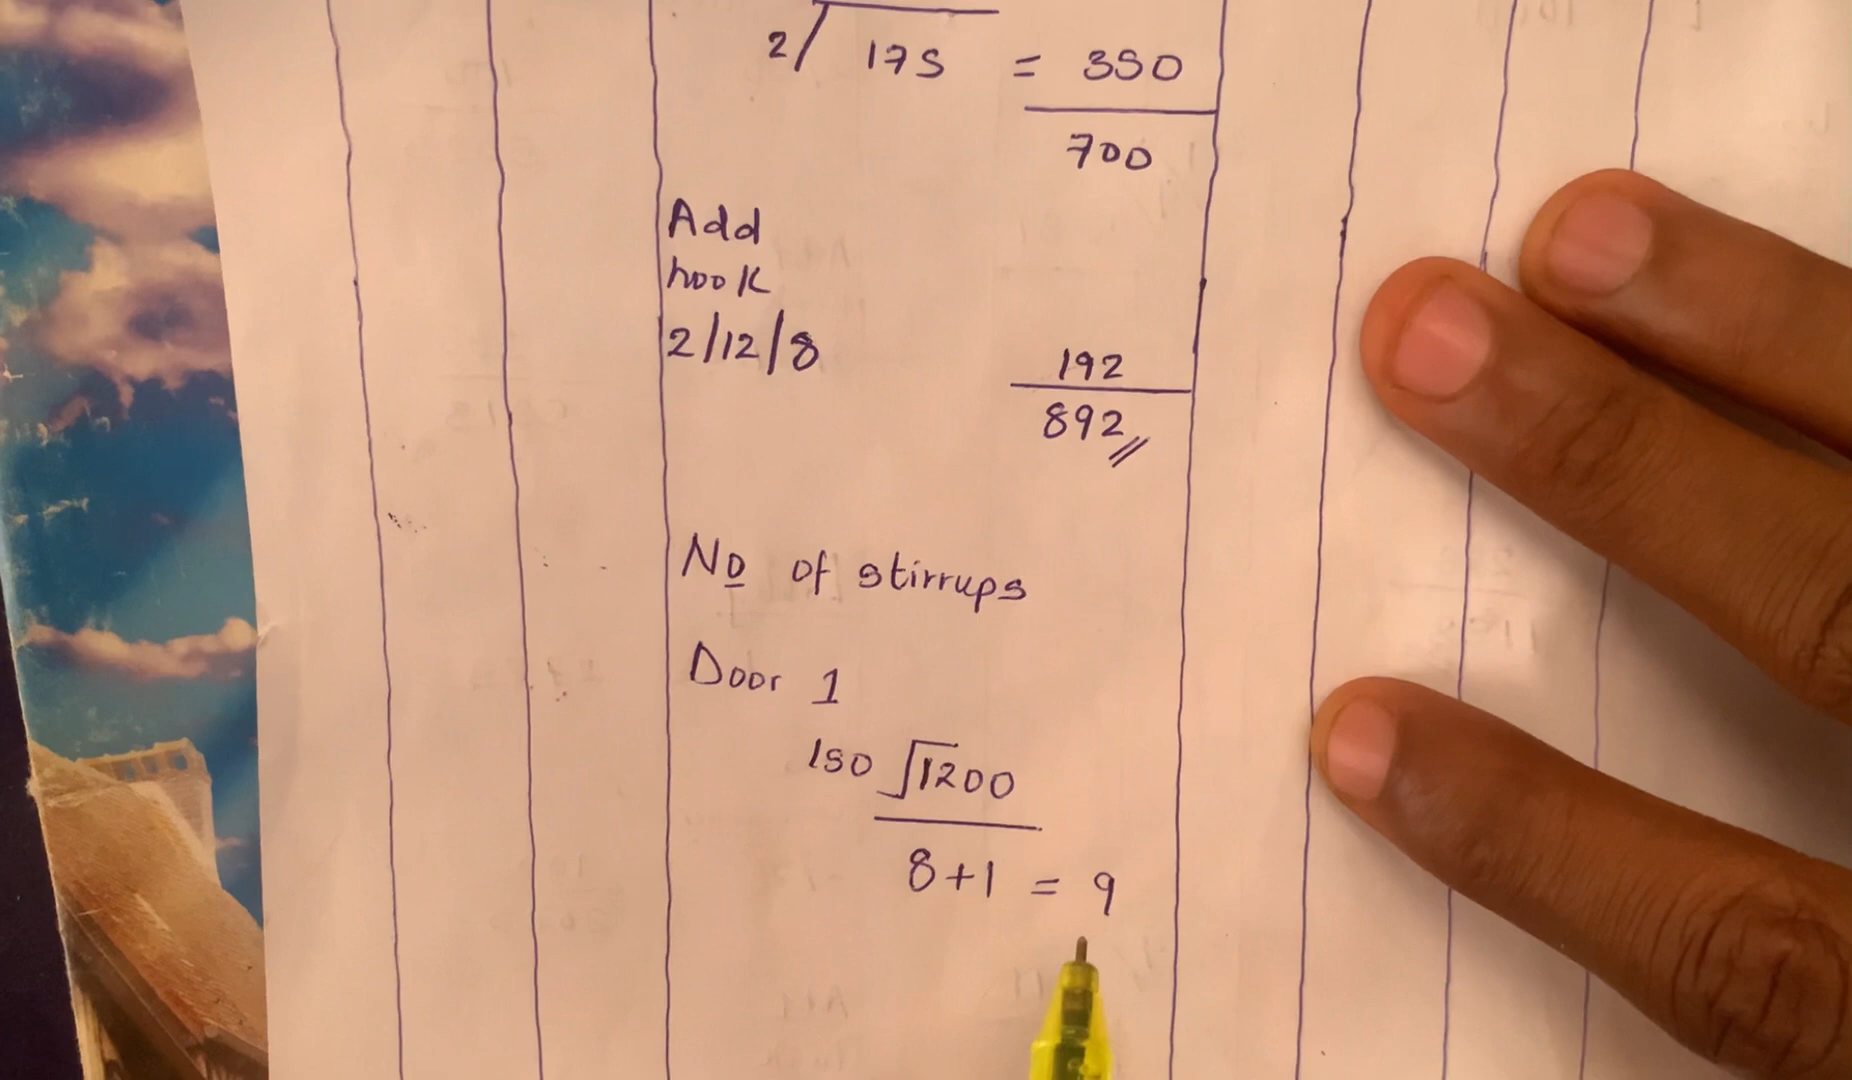 2/ 175 = 350
700
Add
hook
2/12/8
192
892
No of stirrups
Door 1
150 √1200
8+1 = 9